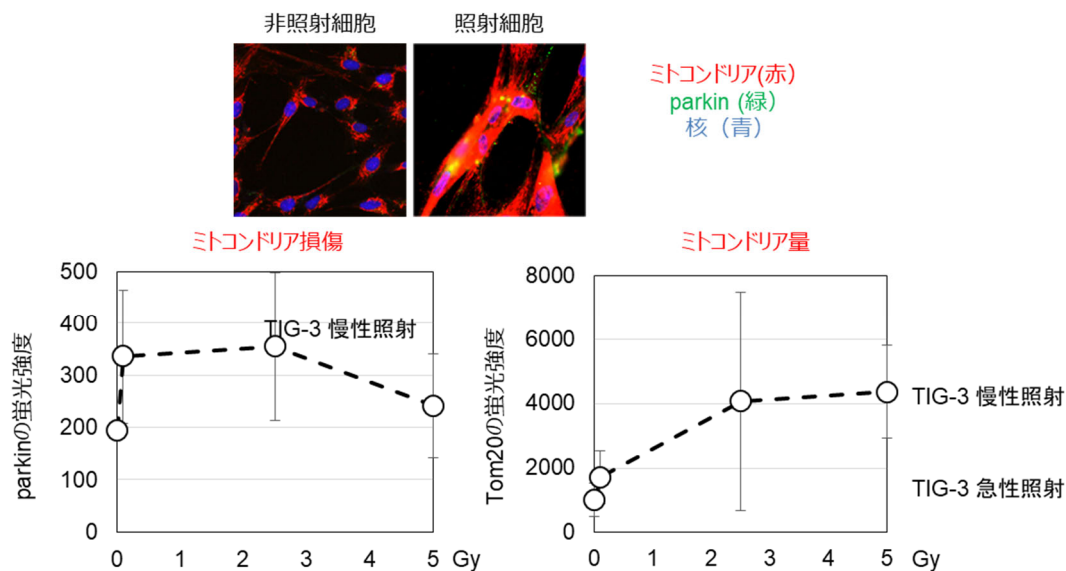 非照射細胞
照射細胞
ミトコンドリア(赤）
parkin (緑）
核（青）
ミトコンドリア損傷
500
400
300
200
100
0
parkinの蛍光強度
TIG-3 慢性照射
0 1 2 3 4 5 Gy
ミトコンドリア量
8000
6000
4000
2000
0
Tom20の蛍光強度
TIG-3 慢性照射
TIG-3 急性照射
0 1 2 3 4 5 Gy